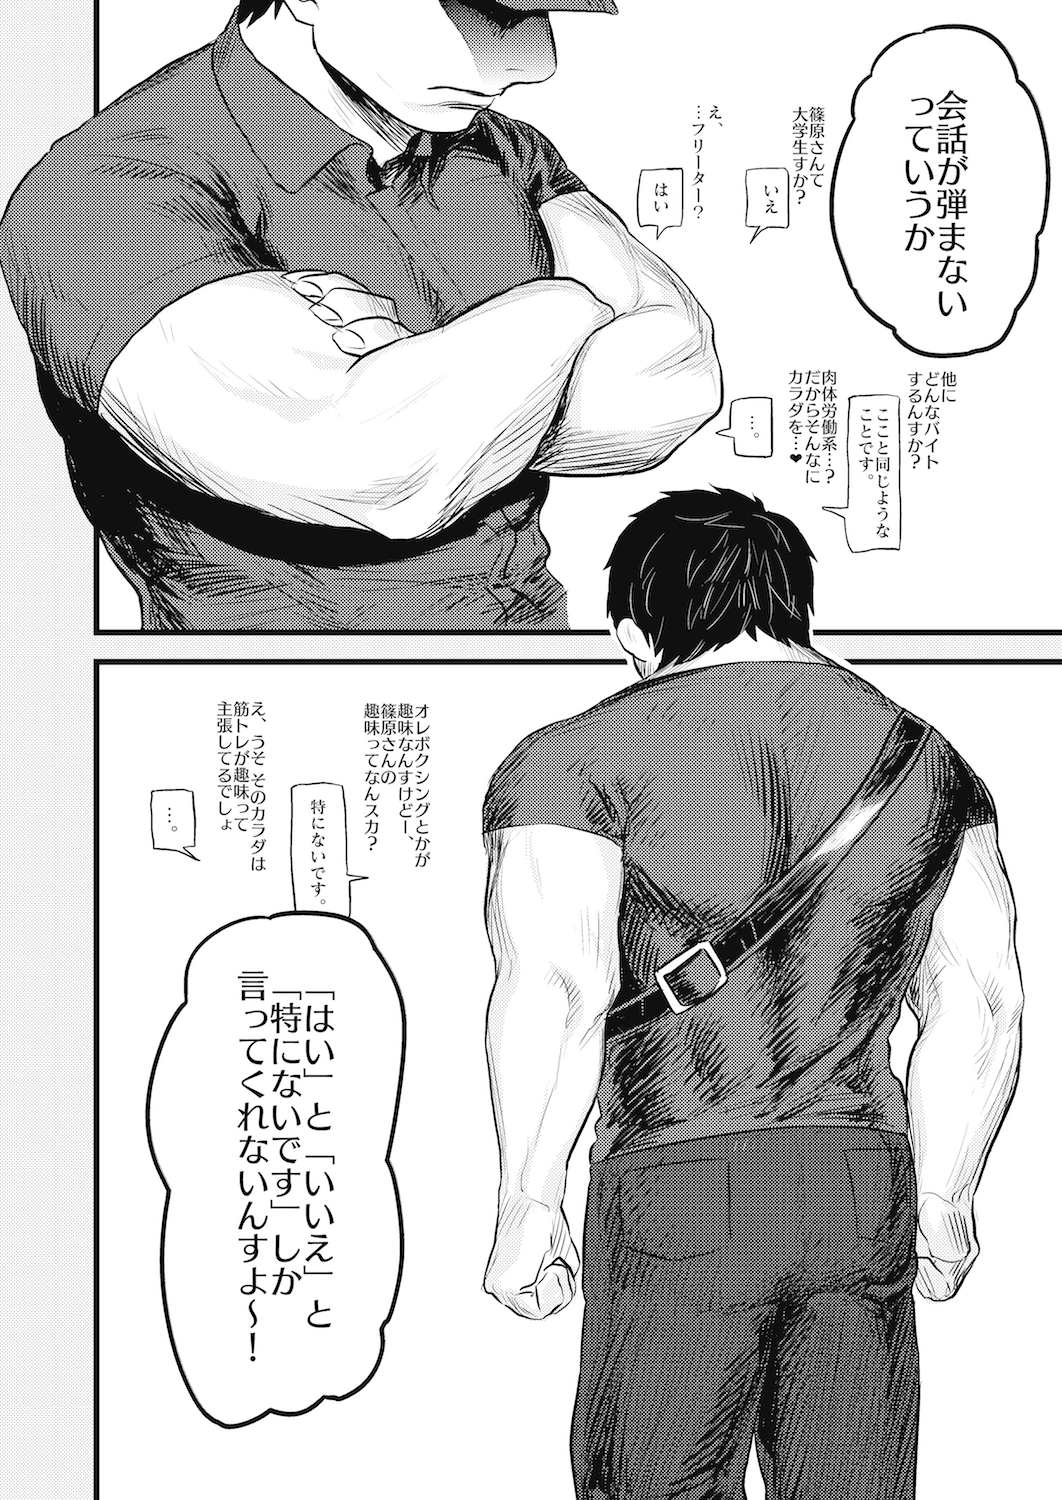 会話が弾まない
っていうか
篠原さんて
大学生すか？
いえ
え、
…フリーター？
はい
他に
どんなバイト
するんすか？
ここと同じような
ことです。
肉体労働系…？
だからそんなに
カラダを…♥
…。
オレボクシングとかが
趣味なんすけどー、
篠原さんの
趣味ってなんスカ？
特にないです。
え、うそ そのカラダは
筋トレが趣味って
主張してるでしょ
…。
「はい」と「いいえ」と
「特にないです」しか
言ってくれないんすよ〜！